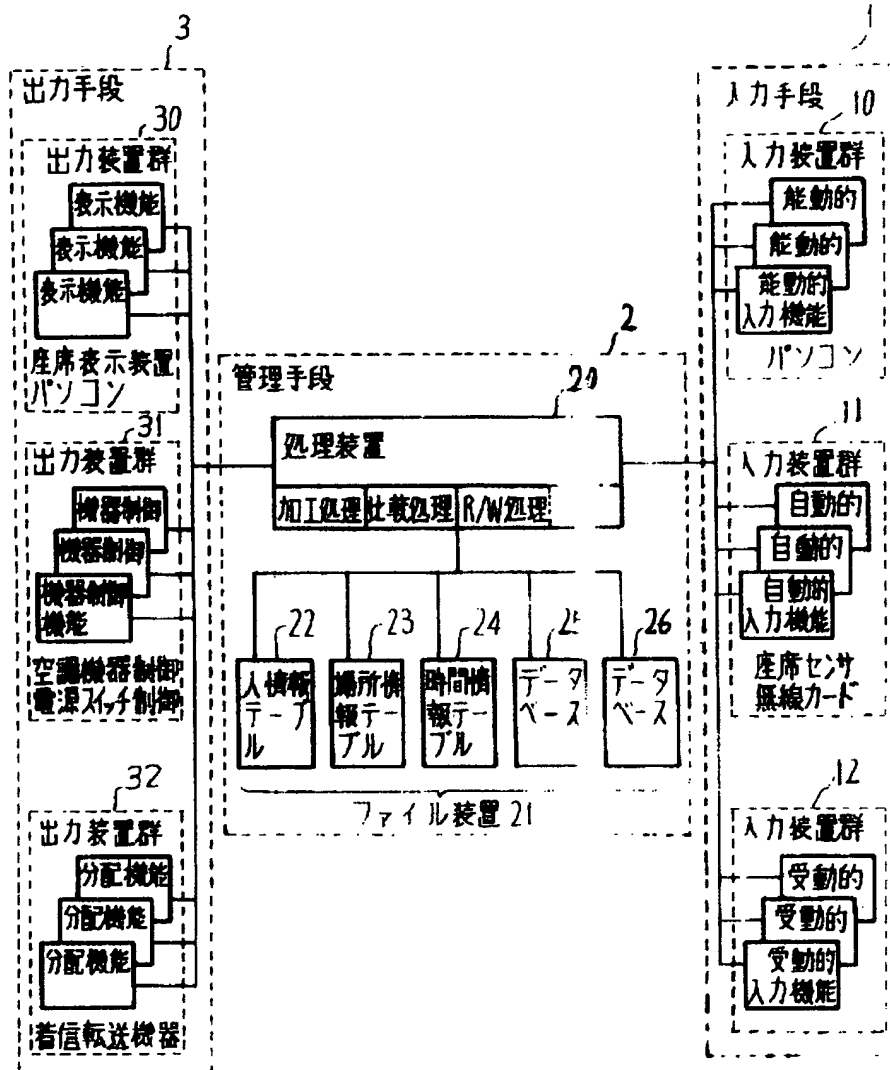 3
出力手段
30
出力装置群
表示機能
表示機能
表示機能
座席表示装置
パソコン
31
出力装置群
機器制御
機器制御
機器制御
機能
空調機器制御
電源スイッチ制御
32
出力装置群
分配機能
分配機能
分配機能
着信転送機器
2
管理手段
20
処理装置
加工処理
比較処理
R/W処理
22
人情報
テーブ
ル
23
場所情
報テー
ブル
24
時間情
報テー
ブル
25
データ
ベース
26
データ
ベース
ファイル装置21
1
入力手段
10
入力装置群
能動的
能動的
能動的
入力機能
パソコン
11
入力装置群
自動的
自動的
自動的
入力機能
座席センサ
無線カード
12
入力装置群
受動的
受動的
受動的
入力機能